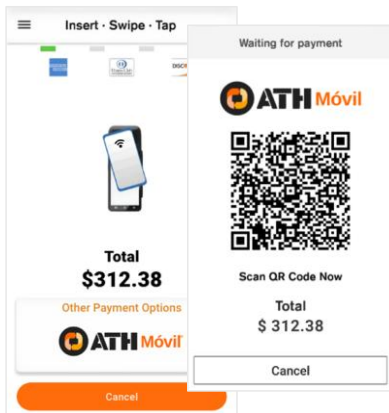 Insert · Swipe · Tap
Total
$312.38
Other Payment Options
ATH Móvil
Cancel
Waiting for payment
ATH Móvil
Scan QR Code Now
Total
$ 312.38
Cancel